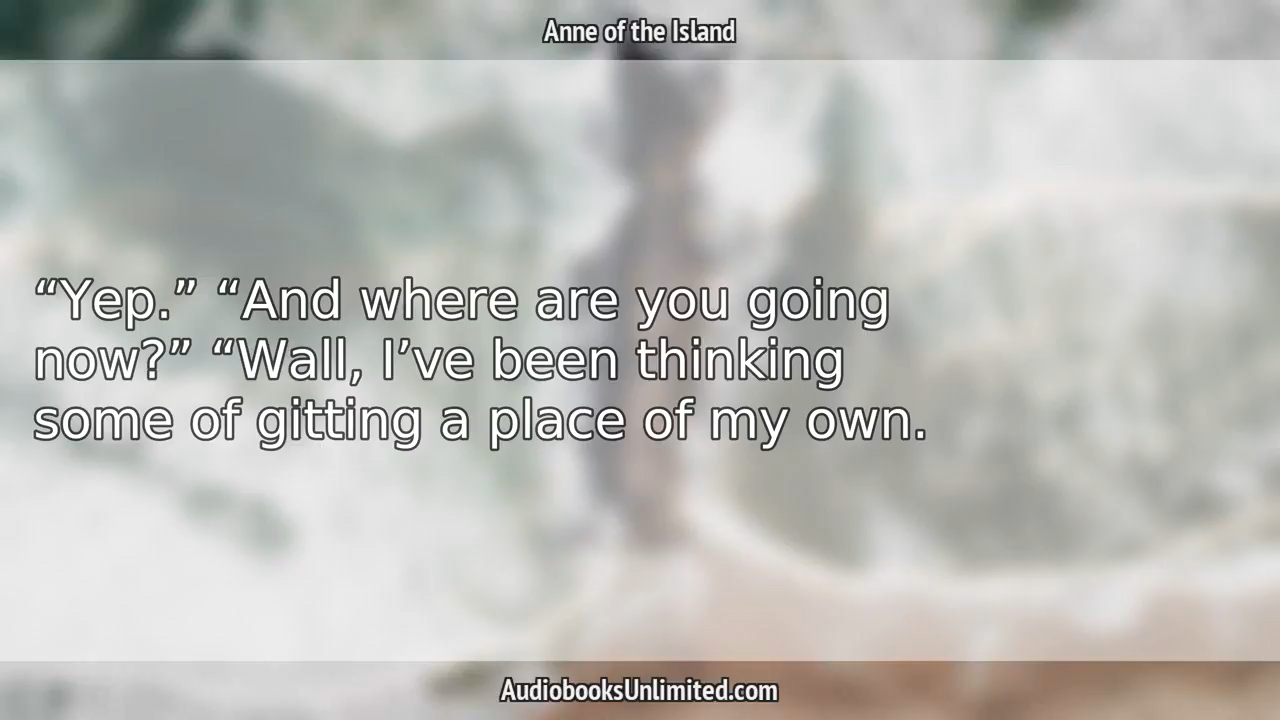 Anne of the Island
“Yep.” “And where are you going
now?” “Wall, I’ve been thinking
some of gitting a place of my own.
AudiobooksUnlimited.com